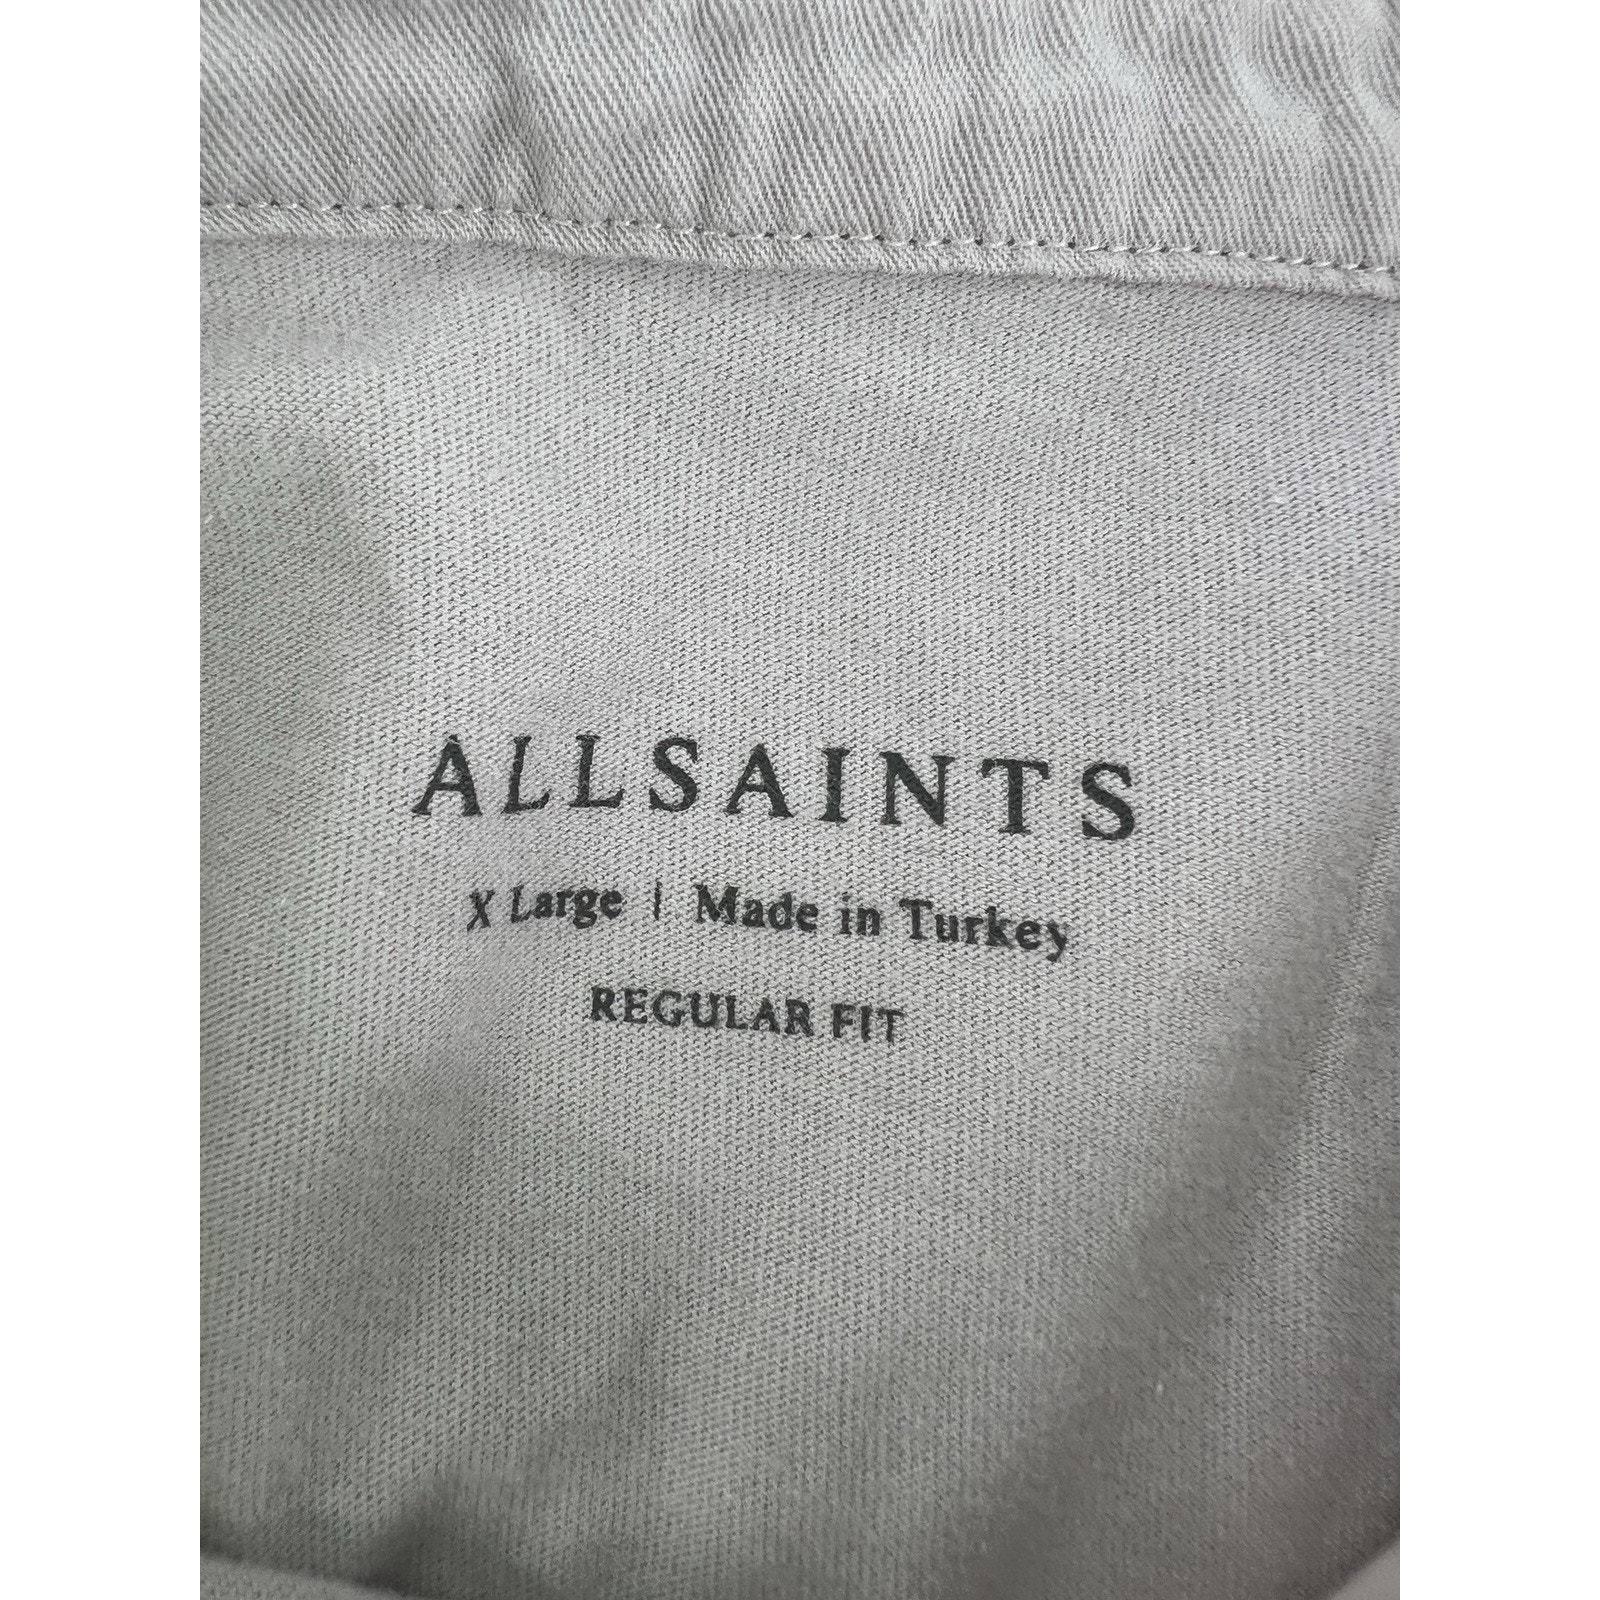 ALLSAINTS
X Large | Made in Turkey
REGULAR FIT